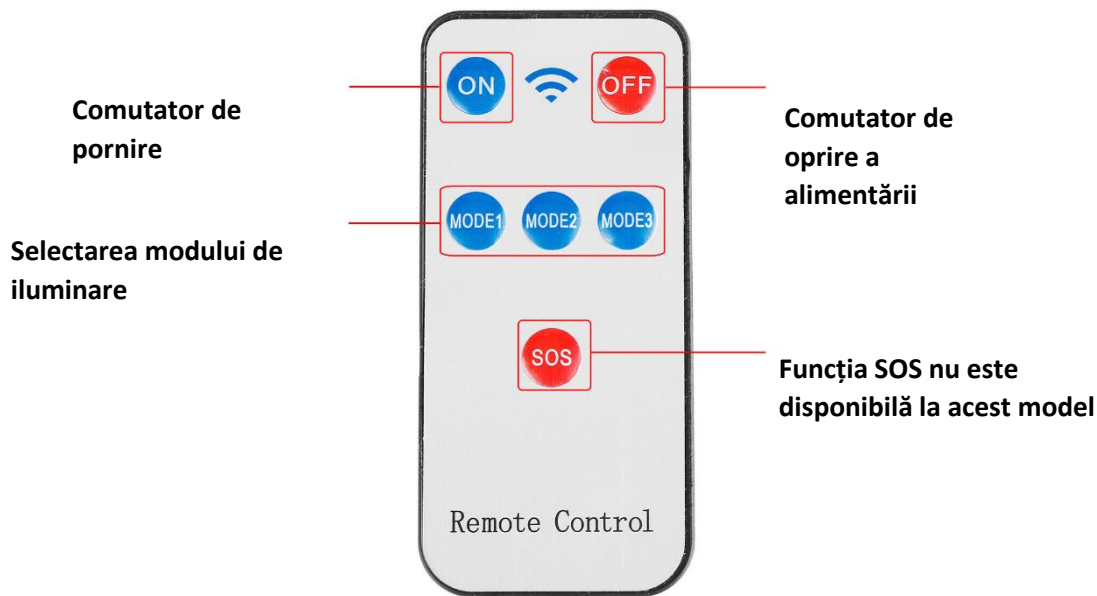 ON
OFF
Comutator de
pornire
Comutator de
oprire a
alimentării
MODE1 MODE2 MODE3
Selectarea modului de
iluminare
SOS
Funcția SOS nu este
disponibilă la acest model
Remote Control